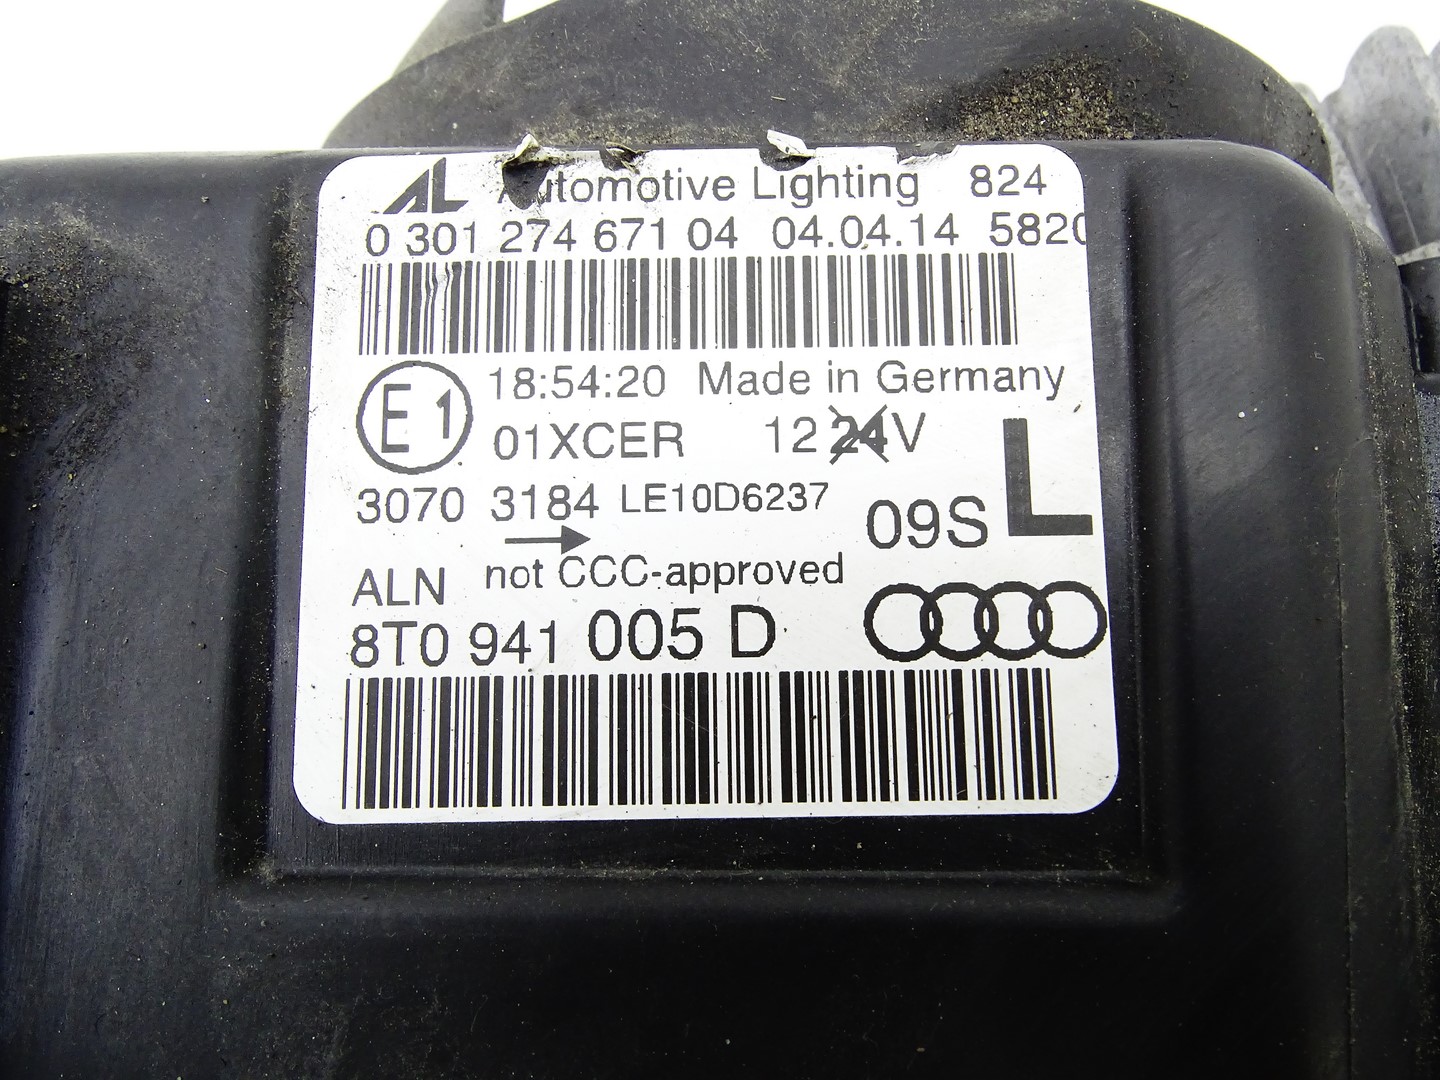 AL Automotive Lighting 824
0 301 274 671 04 04.04.14 5820
E1 18:54:20 Made in Germany
01XCER 12 24V
L
3070 3184 LE10D6237 09S
not CCC-approved
ALN
8T0 941 005 D